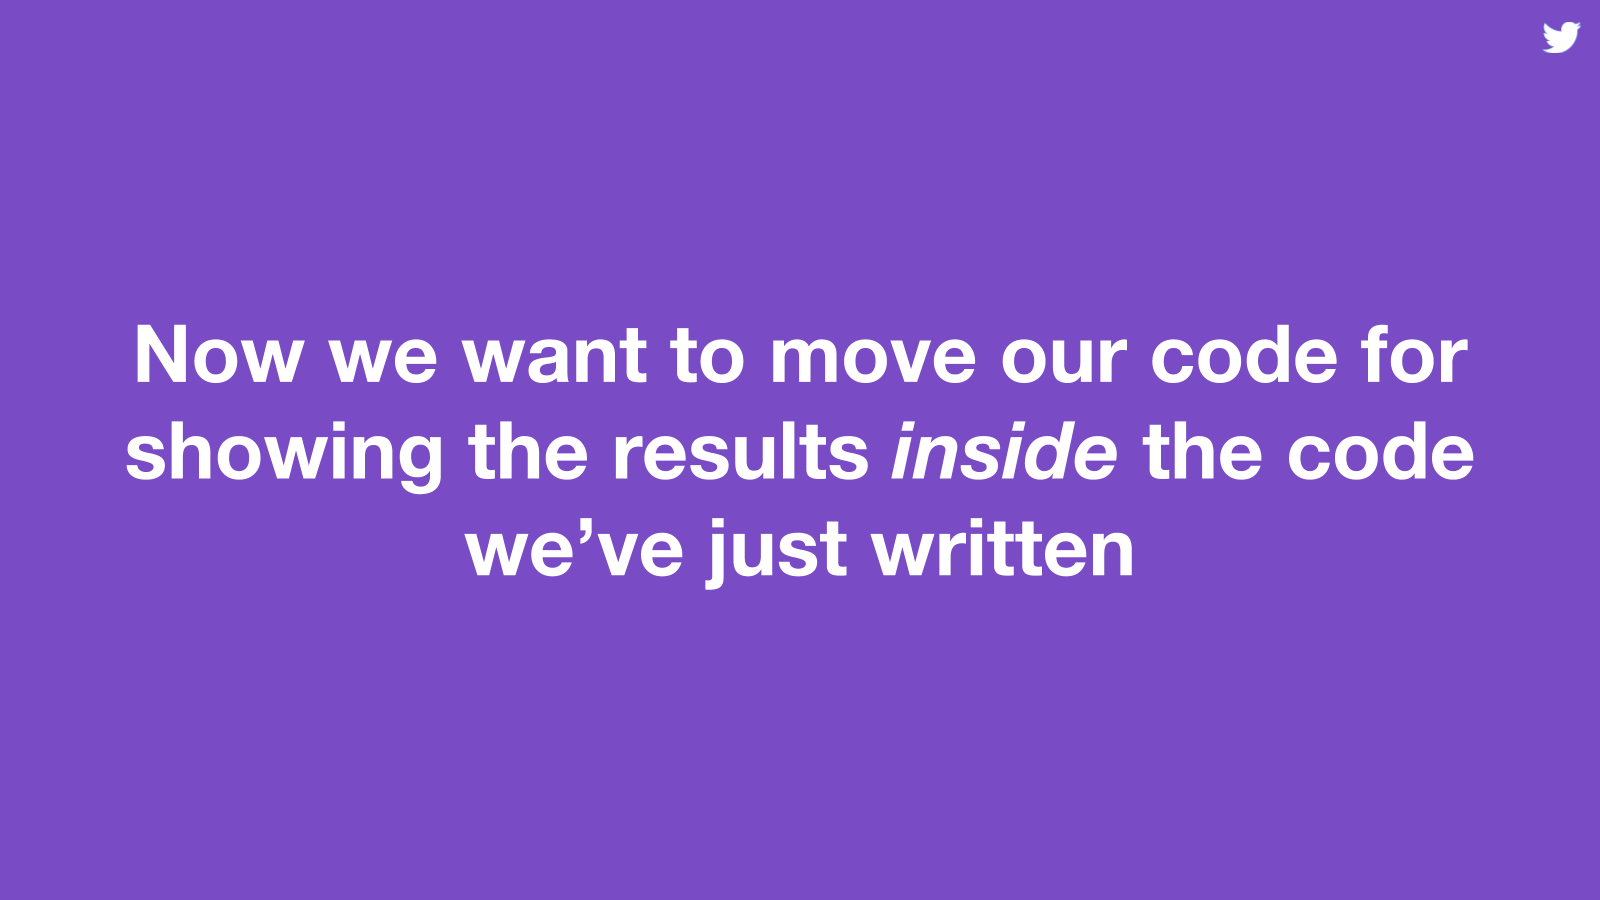 Now we want to move our code for
showing the results inside the code
we’ve just written